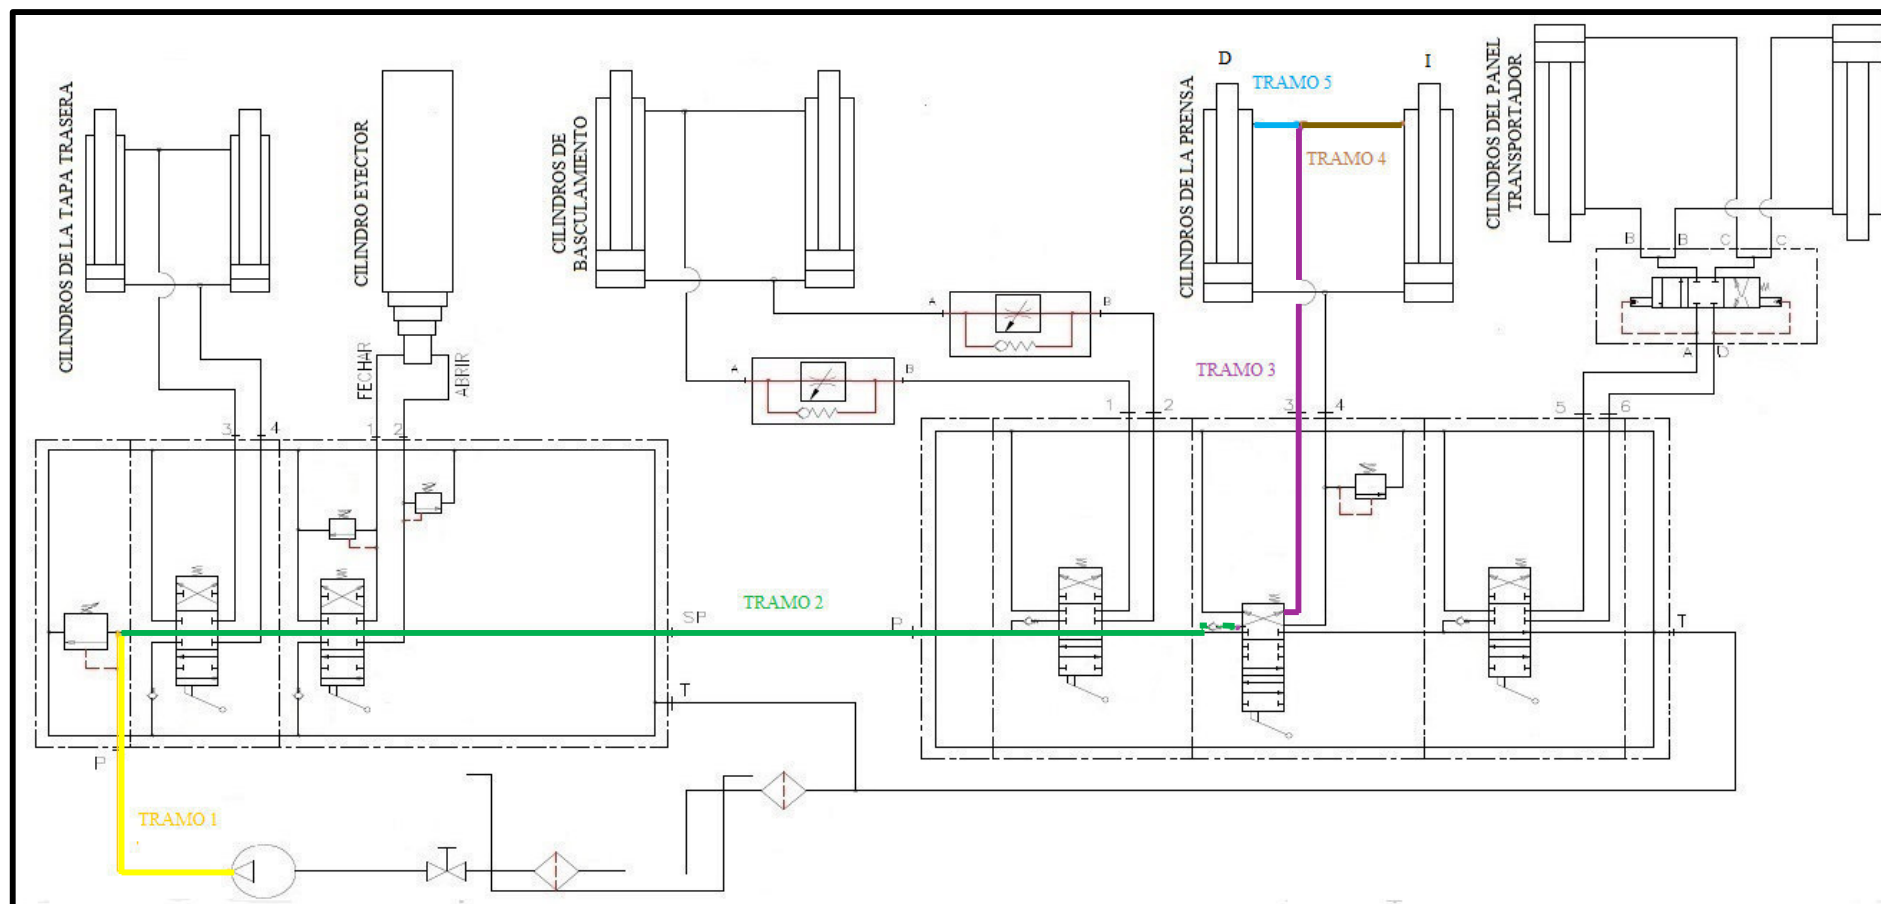 CILINDROS DE LA TAPA TRASERA
CILINDRO EYECTOR
FECHAR
ABRIR
CILINDROS DE
BASCULAMIENTO
A
B
A
B
CILINDROS DE LA PRENSA
D
I
TRAMO 5
TRAMO 4
TRAMO 3
CILINDROS DEL PANEL
TRANSPORTADOR
B
B
C
C
A
D
3
4
1
2
1
2
3
4
5
6
TRAMO 2
SP
P
T
T
P
TRAMO 1